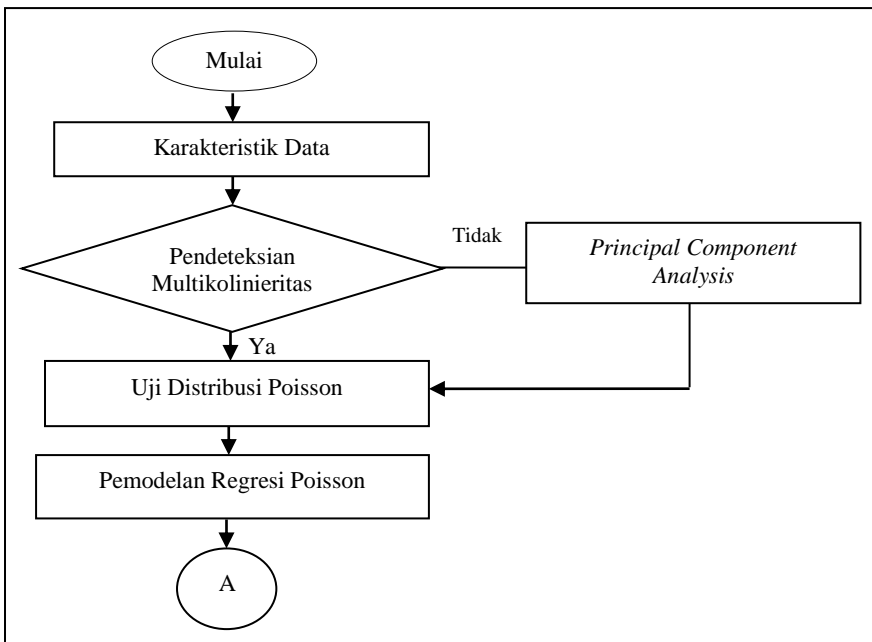 Mulai
Karakteristik Data
Pendeteksian
Multikolinieritas
Tidak
Principal Component
Analysis
Ya
Uji Distribusi Poisson
Pemodelan Regresi Poisson
A